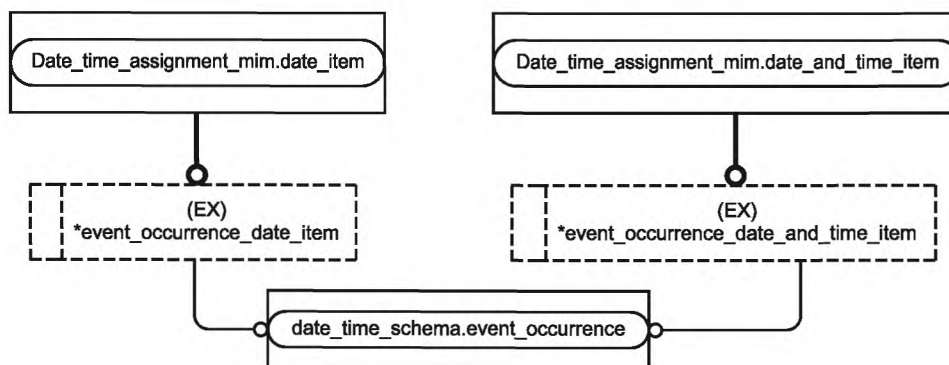 Date_time_assignment_mim.date_item
Date_time_assignment_mim.date_and_time_item
(EX)
*event_occurrence_date_item
(EX)
*event_occurrence_date_and_time_item
date_time_schema.event_occurrence